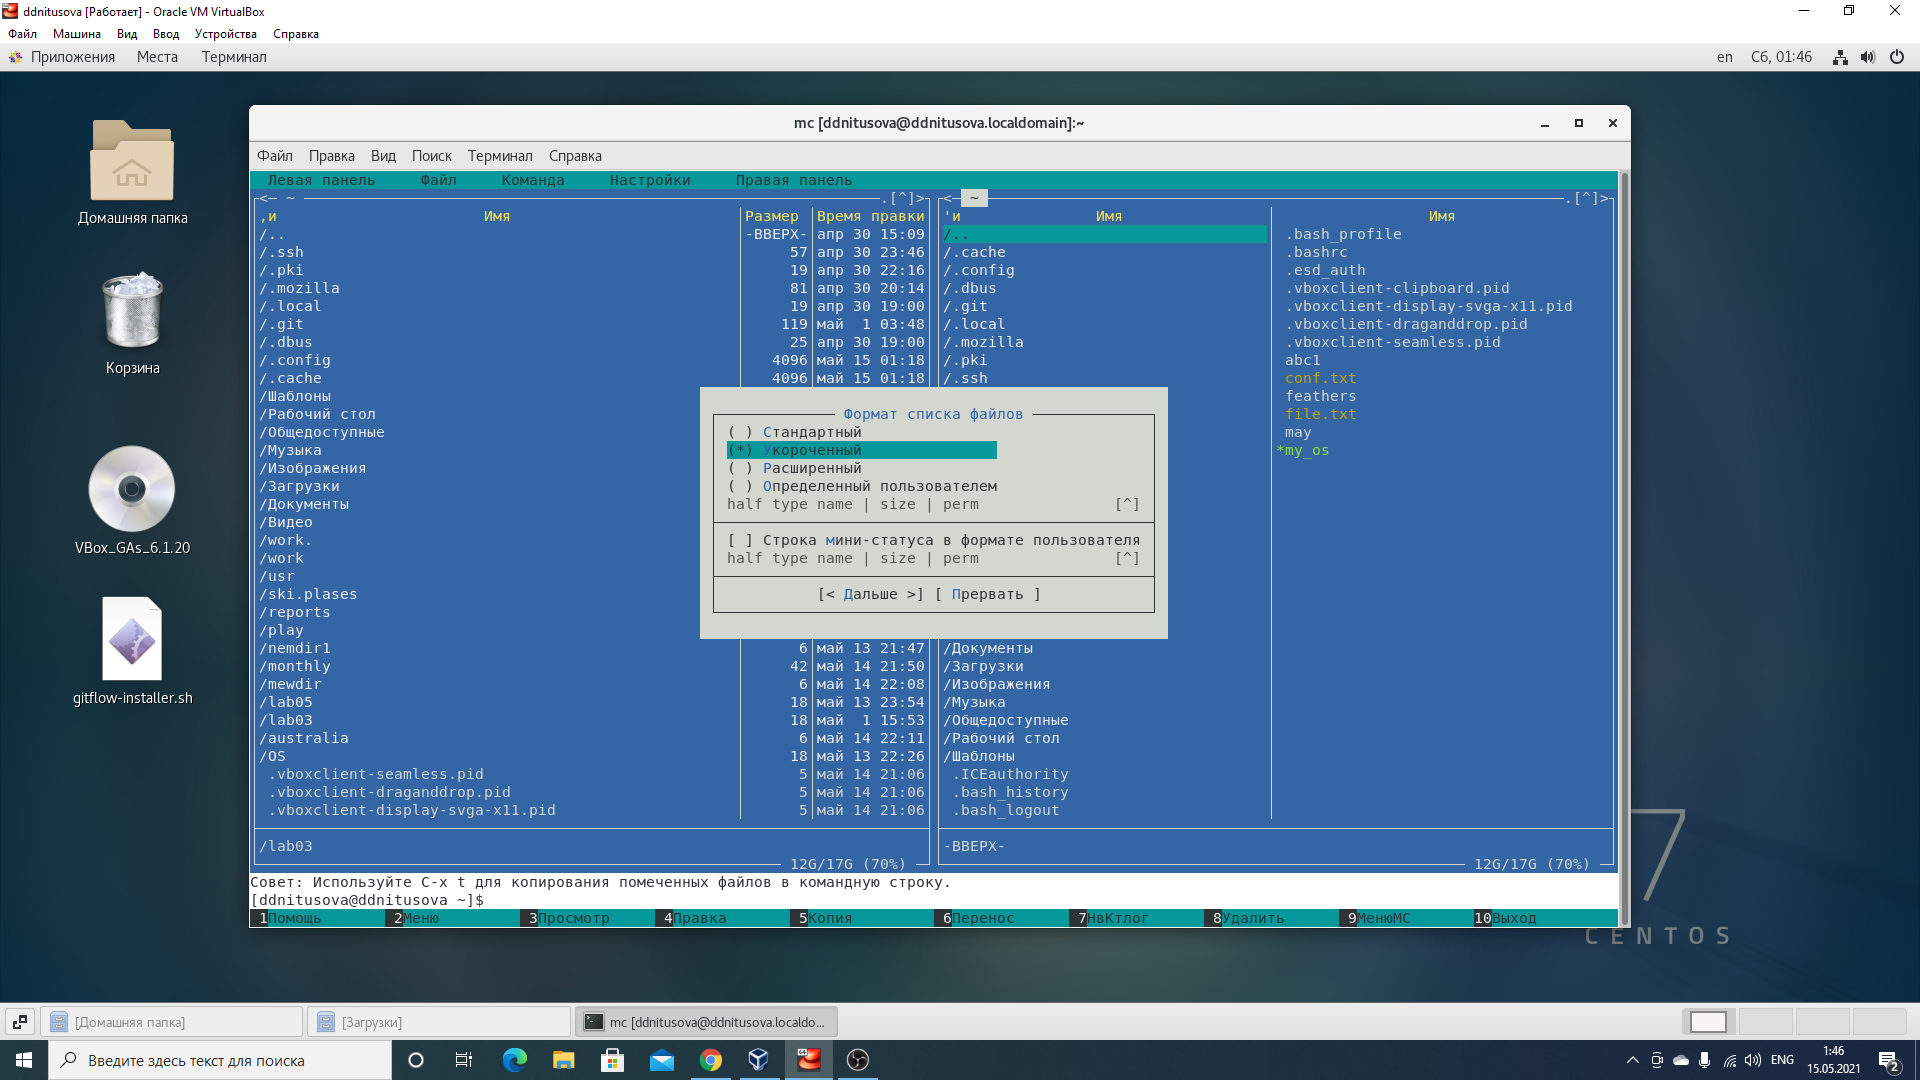 ddnitusova [Работает] - Oracle VM VirtualBox
Файл Машина Вид Ввод Устройства Справка
Приложения Места Терминал en Сб, 01:46
Домашняя папка
Корзина
VBox_GAs_6.1.20
gitflow-installer.sh
mc [ddnitusova@ddnitusova.localdomain]:~
Файл Правка Вид Поиск Терминал Справка
Левая панель Файл Команда Настройки Правая панель
<─ ~ .[^]> <─ ~ .[^]>
,и Имя Размер Время правки 'и Имя Имя
/.. -ВВЕРХ- апр 30 15:09 /.. .bash_profile
/.ssh 57 апр 30 23:46 /.cache .bashrc
/.pki 19 апр 30 22:16 /.config .esd_auth
/.mozilla 81 апр 30 20:14 /.dbus .vboxclient-clipboard.pid
/.local 19 апр 30 19:00 /.git .vboxclient-display-svga-x11.pid
/.git 119 май 1 03:48 /.local .vboxclient-draganddrop.pid
/.dbus 25 апр 30 19:00 /.mozilla .vboxclient-seamless.pid
/.config 4096 май 15 01:18 /.pki abc1
/.cache 4096 май 15 01:18 /.ssh conf.txt
/Шаблоны feathers
/Рабочий стол file.txt
/Общедоступные may
/Музыка *my_os
/Изображения
/Загрузки
/Документы
/Видео
/work.
/work
/usr
/ski.plases
/reports
/play
/nemdir1 6 май 13 21:47 /Документы
/monthly 42 май 14 21:50 /Загрузки
/mewdir 6 май 14 22:08 /Изображения
/lab05 18 май 13 23:54 /Музыка
/lab03 18 май 1 15:53 /Общедоступные
/australia 6 май 14 22:11 /Рабочий стол
/OS 18 май 13 22:26 /Шаблоны
.vboxclient-seamless.pid 5 май 14 21:06 .ICEauthority
.vboxclient-draganddrop.pid 5 май 14 21:06 .bash_history
.vboxclient-display-svga-x11.pid 5 май 14 21:06 .bash_logout
/lab03 -ВВЕРХ-
12G/17G (70%) 12G/17G (70%)
Формат списка файлов
( ) Стандартный
(*) Укороченный
( ) Расширенный
( ) Определенный пользователем
half type name | size | perm [^]
[ ] Строка мини-статуса в формате пользователя
half type name | size | perm [^]
[< Дальше >] [ Прервать ]
Совет: Используйте C-x t для копирования помеченных файлов в командную строку.
[ddnitusova@ddnitusova ~]$
1Помощь 2Меню 3Просмотр 4Правка 5Копия 6Перенос 7НвКтлог 8Удалить 9МенюMC 10Выход
7
CENTOS
[Домашняя папка] [Загрузки] mc [ddnitusova@ddnitusova.localdo...
Введите здесь текст для поиска
64
ENG
1:46
15.05.2021
2